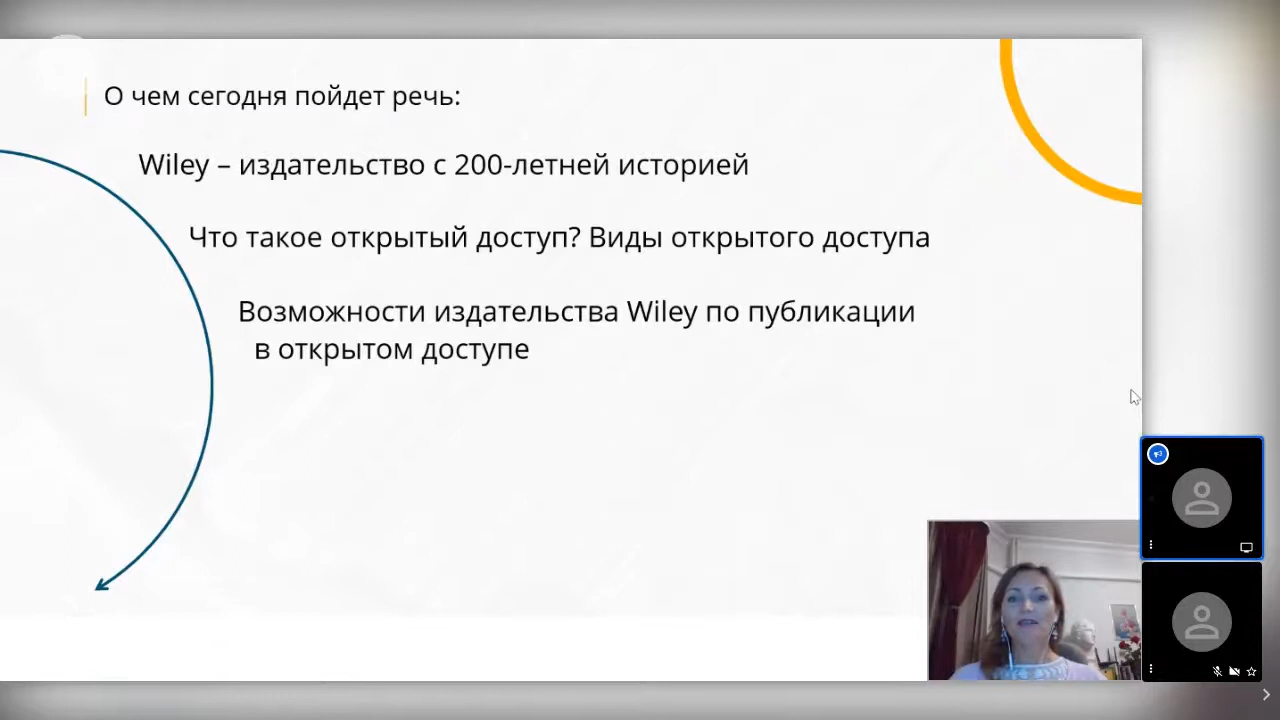 О чем сегодня пойдет речь:
Wiley – издательство с 200-летней историей
Что такое открытый доступ? Виды открытого доступа
Возможности издательства Wiley по публикации
в открытом доступе